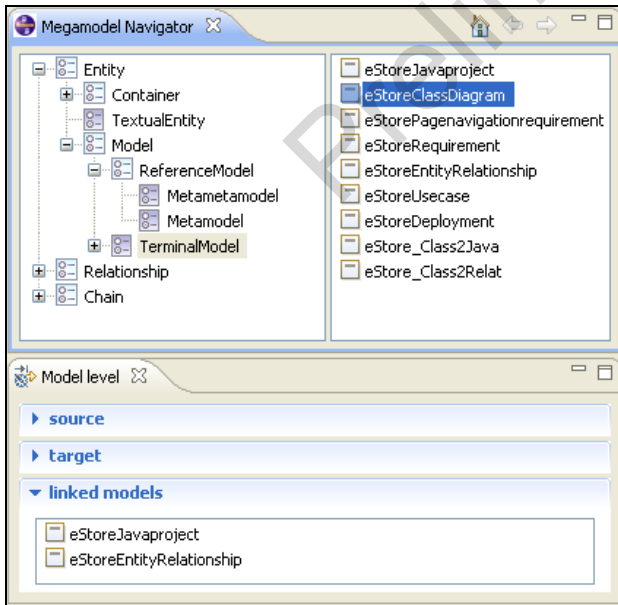 Megamodel Navigator
Entity
Container
TextualEntity
Model
ReferenceModel
Metametamodel
Metamodel
TerminalModel
Relationship
Chain
eStoreJavaproject
eStoreClassDiagram
eStorePagenavigationrequirement
eStoreRequirement
eStoreEntityRelationship
eStoreUsecase
eStoreDeployment
eStore_Class2Java
eStore_Class2Relat
Model level
source
target
linked models
eStoreJavaproject
eStoreEntityRelationship